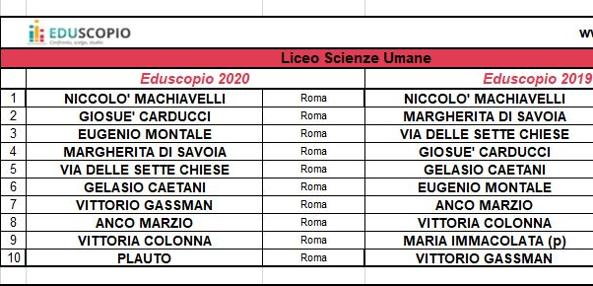 EDUSCOPIO
Confronta, scegli, studia
Liceo Scienze Umane
Eduscopio 2020 Eduscopio 2019
1 NICCOLO' MACHIAVELLI Roma NICCOLO' MACHIAVELLI
2 GIOSUE' CARDUCCI Roma MARGHERITA DI SAVOIA
3 EUGENIO MONTALE Roma VIA DELLE SETTE CHIESE
4 MARGHERITA DI SAVOIA Roma GIOSUE' CARDUCCI
5 VIA DELLE SETTE CHIESE Roma GELASIO CAETANI
6 GELASIO CAETANI Roma EUGENIO MONTALE
7 VITTORIO GASSMAN Roma ANCO MARZIO
8 ANCO MARZIO Roma VITTORIA COLONNA
9 VITTORIA COLONNA Roma MARIA IMMACOLATA (p)
10 PLAUTO Roma VITTORIO GASSMAN